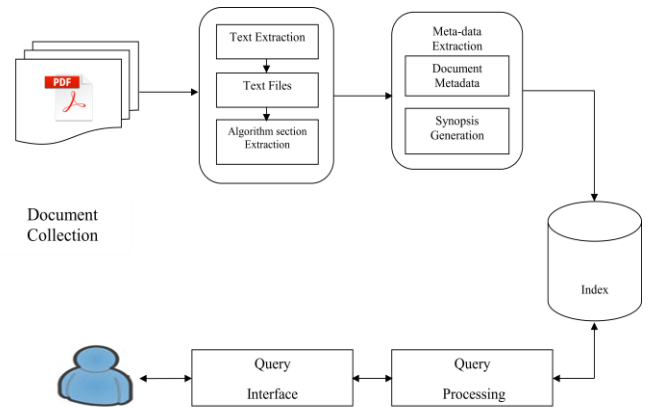 PDF
Text Extraction
Text Files
Algorithm section
Extraction
Meta-data
Extraction
Document
Metadata
Synopsis
Generation
Document
Collection
Index
Query
Interface
Query
Processing